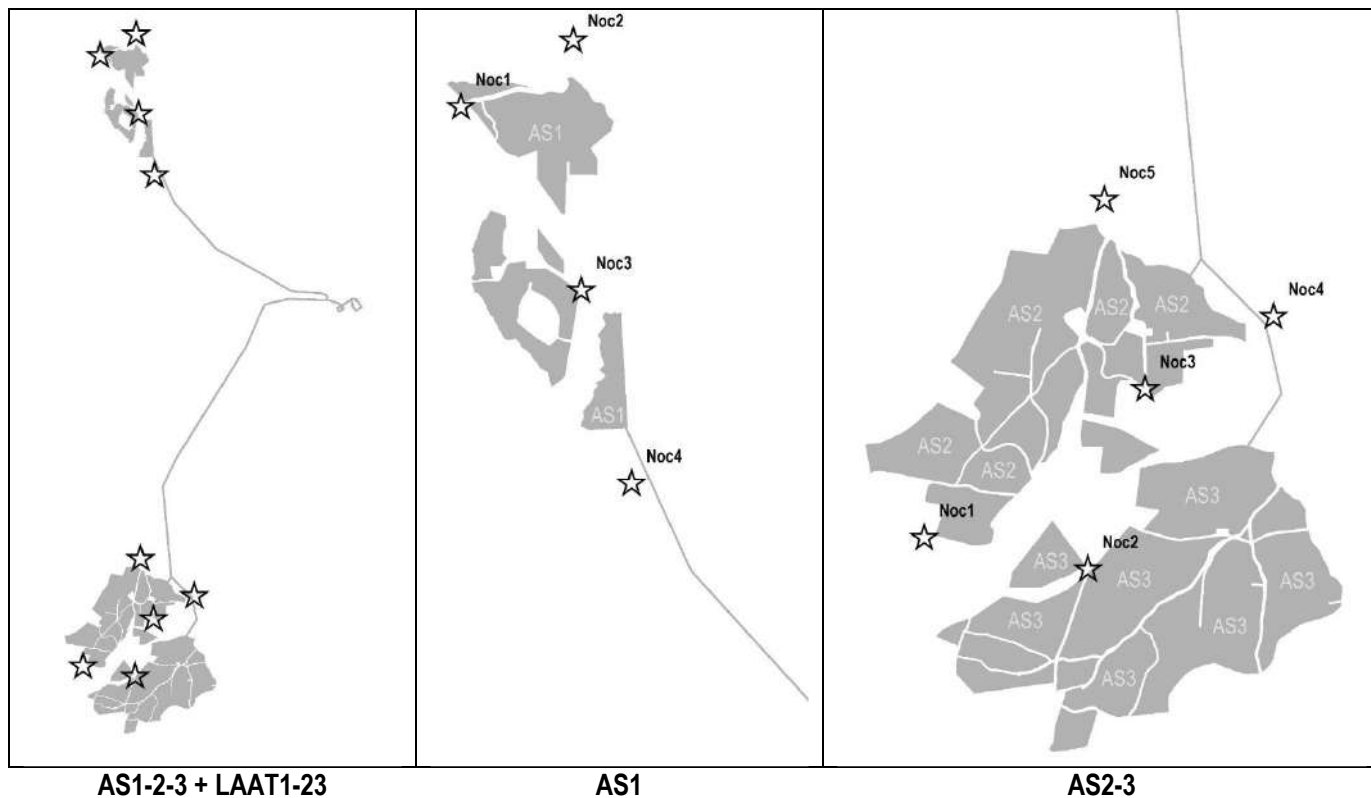 Noc2
Noc1
AS1
Noc3
AS1
Noc4
Noc5
Noc4
AS2
AS2
AS2
Noc3
AS2
AS2
AS3
Noc1
Noc2
AS3
AS3
AS3
AS3
AS3
AS3
AS1-2-3 + LAAT1-23
AS1
AS2-3